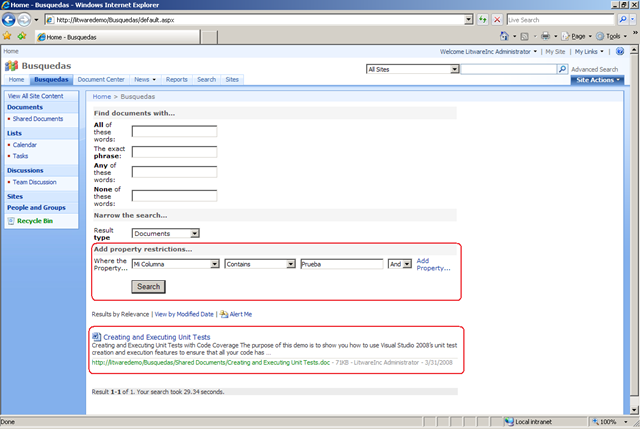 Home - Busquedas - Windows Internet Explorer
http://litwaredemo/Busquedas/default.aspx
Live Search
Home - Busquedas
Page
Tools
Home
Welcome LitwareInc Administrator
My Site
My Links
Busquedas
All Sites
Advanced Search
Home
Busquedas
Document Center
News
Reports
Search
Sites
Site Actions
View All Site Content
Documents
Shared Documents
Lists
Calendar
Tasks
Discussions
Team Discussion
Sites
People and Groups
Recycle Bin
Home > Busquedas
Find documents with...
All of
these
words:
The exact
phrase:
Any of
these
words:
None of
these
words:
Narrow the search...
Result
type
Documents
Add property restrictions...
Where the
Property...
Mi Columna
Contains
Prueba
And
Add
Property...
Search
Results by Relevance | View by Modified Date | Alert Me
Creating and Executing Unit Tests
Creating and Executing Unit Tests with Code Coverage The purpose of this demo is to show you how to use Visual Studio 2008's unit test
creation and execution features to ensure that all your code has ...
http://litwaredemo/Busquedas/Shared Documents/Creating and Executing Unit Tests.doc - 71KB - LitwareInc Administrator - 3/31/2008
Result 1-1 of 1. Your search took 29.34 seconds.
Done
Local intranet
100%